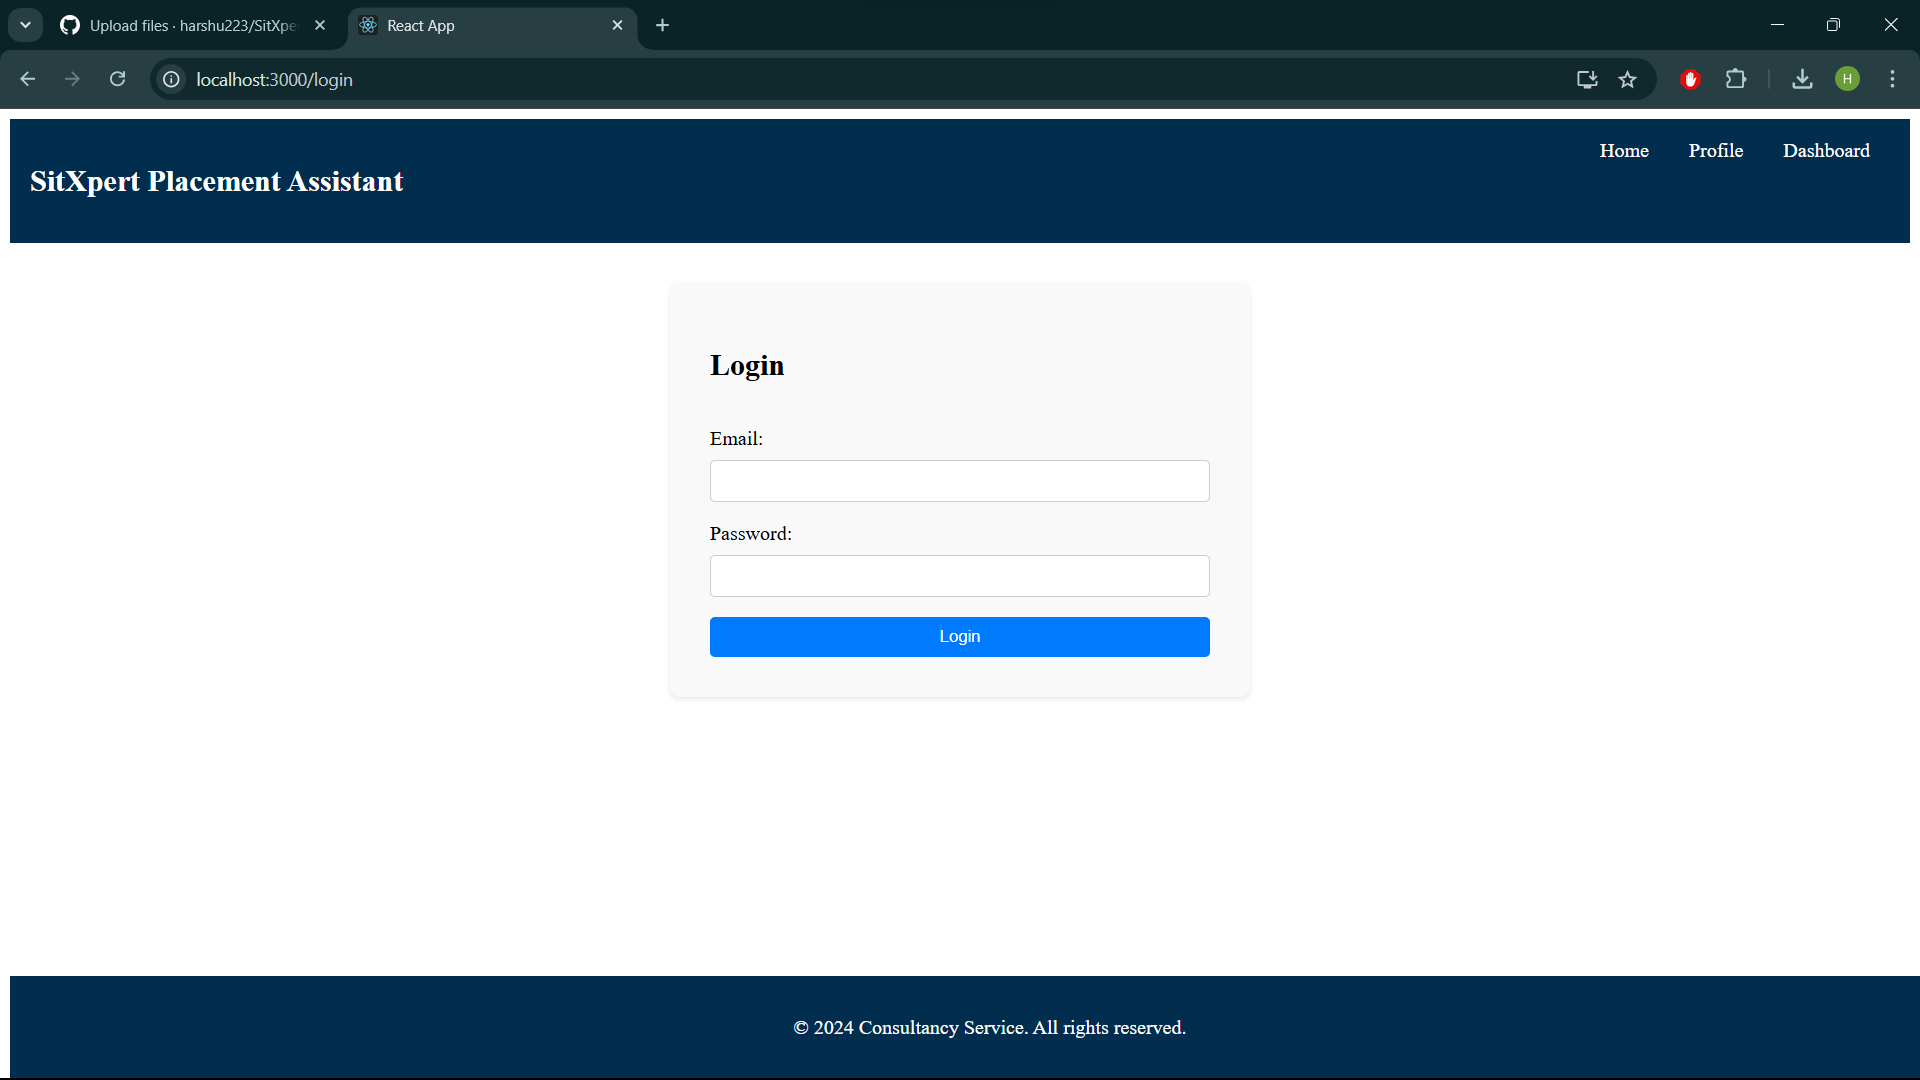 Upload files · harshu223/SitXpe
React App
localhost:3000/login
H
SitXpert Placement Assistant
Home Profile Dashboard
Login
Email:
Password:
Login
© 2024 Consultancy Service. All rights reserved.